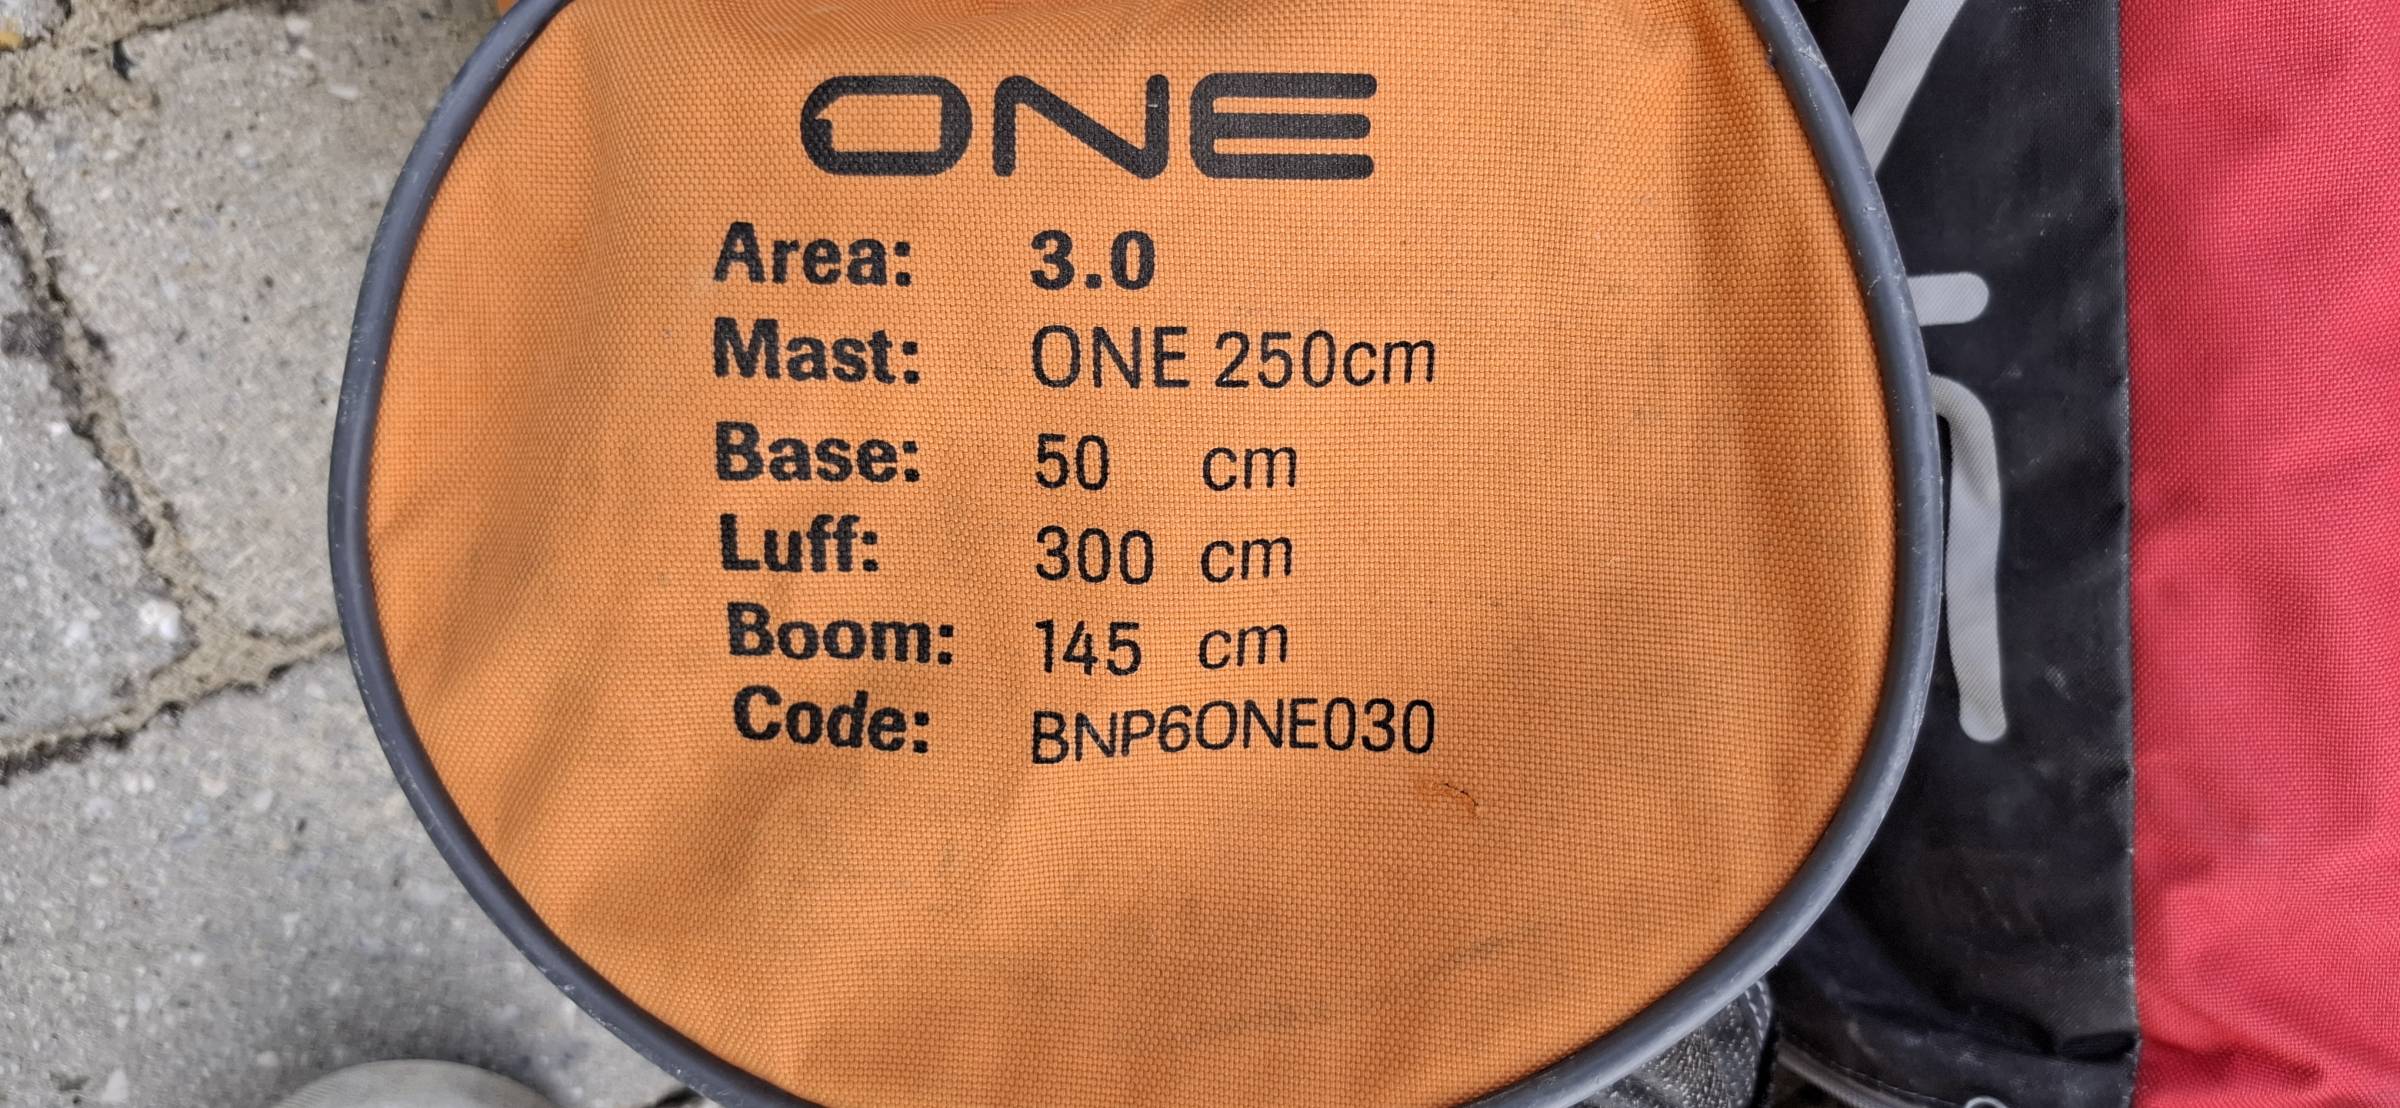 ONE
Area: 3.0
Mast: ONE 250cm
Base: 50 cm
Luff: 300 cm
Boom: 145 cm
Code: BNP6ONE030